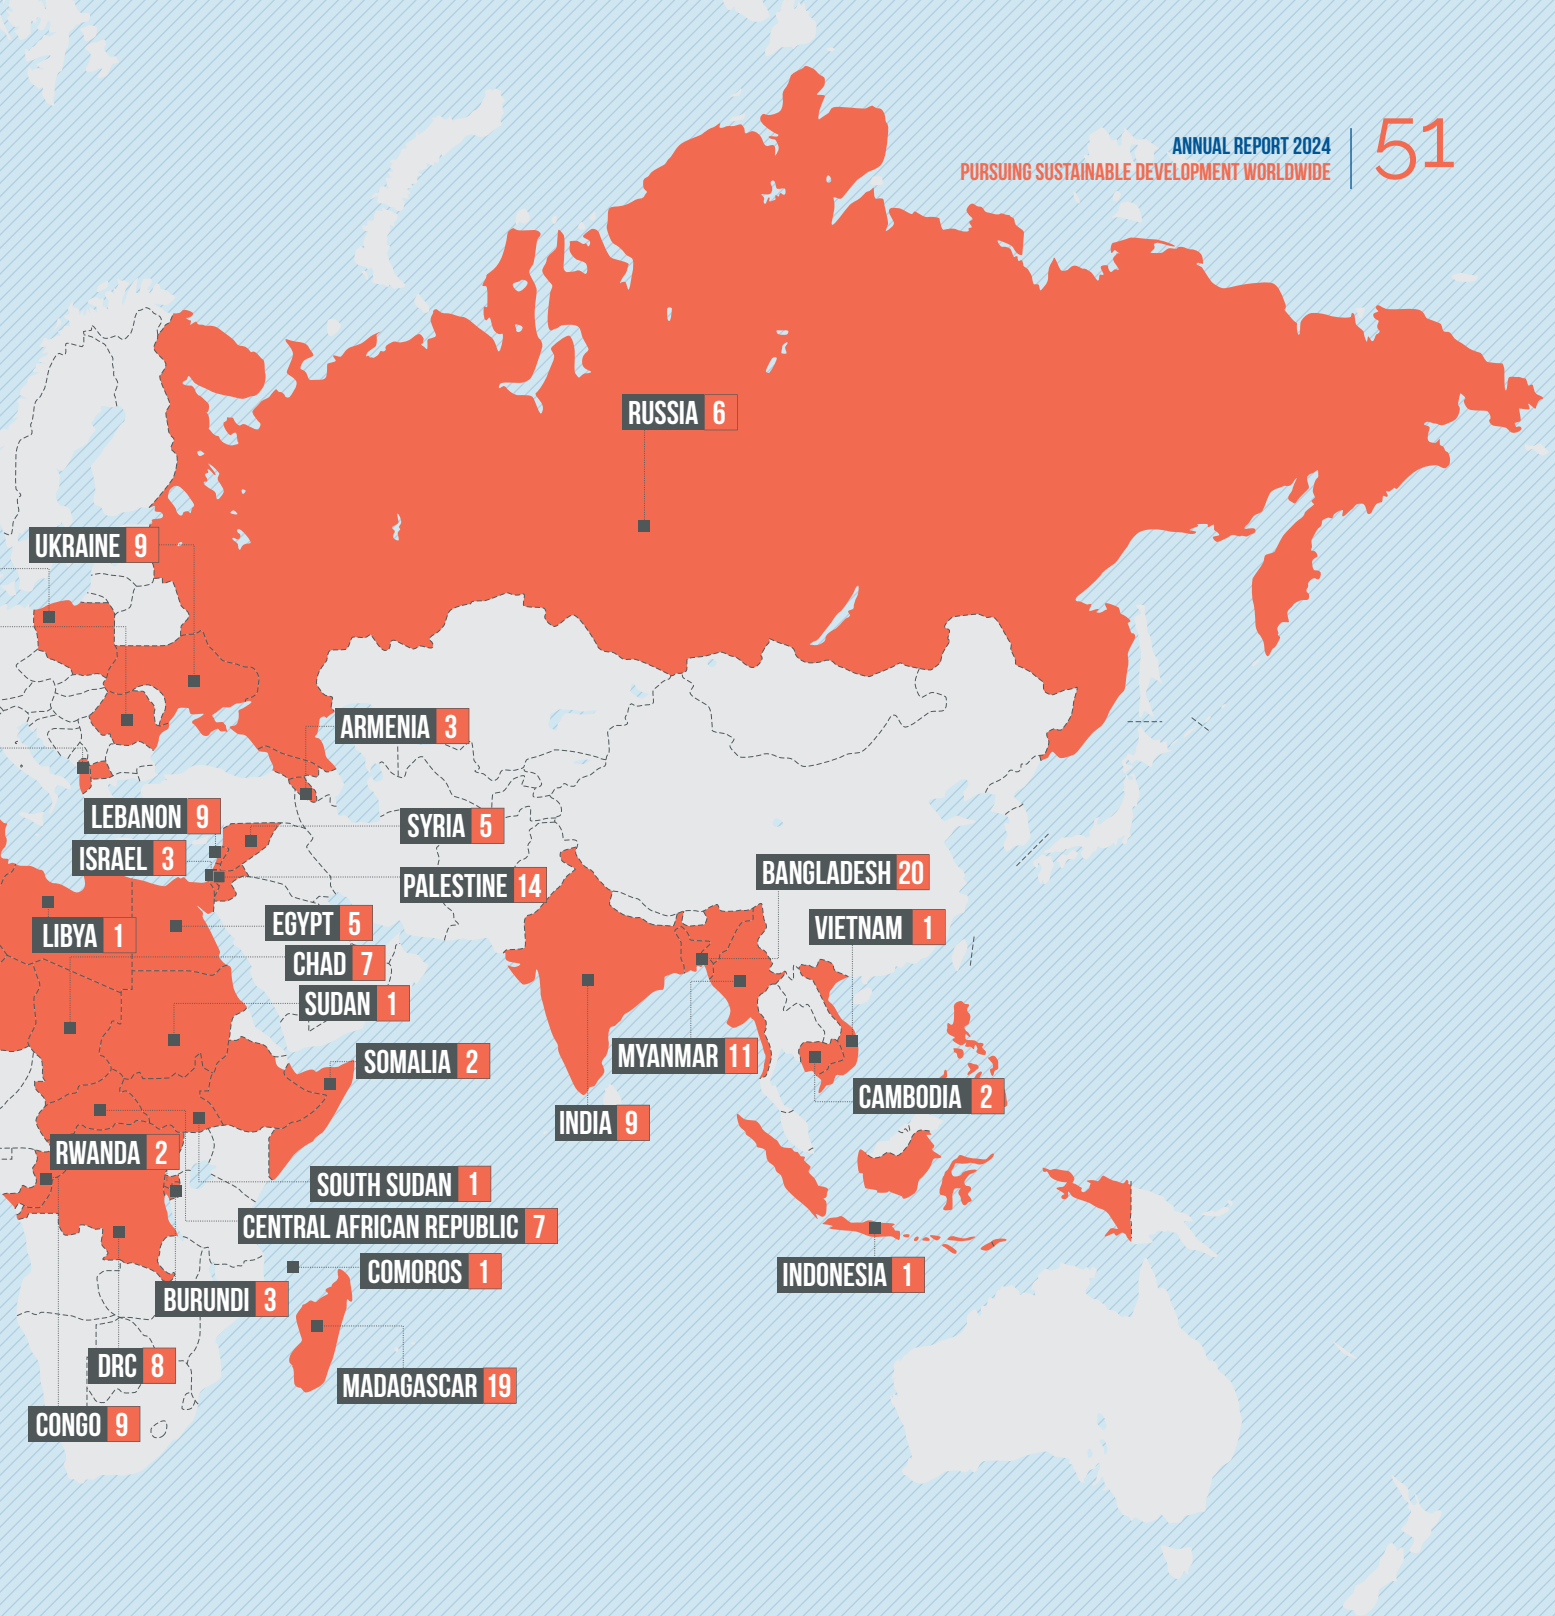 ANNUAL REPORT 2024
PURSUING SUSTAINABLE DEVELOPMENT WORLDWIDE
51
RUSSIA 6
UKRAINE 9
ARMENIA 3
LEBANON 9
SYRIA 5
ISRAEL 3
PALESTINE 14
BANGLADESH 20
VIETNAM 1
EGYPT 5
LIBYA 1
CHAD 7
SUDAN 1
SOMALIA 2
MYANMAR 11
CAMBODIA 2
INDIA 9
RWANDA 2
SOUTH SUDAN 1
CENTRAL AFRICAN REPUBLIC 7
COMOROS 1
INDONESIA 1
BURUNDI 3
DRC 8
MADAGASCAR 19
CONGO 9